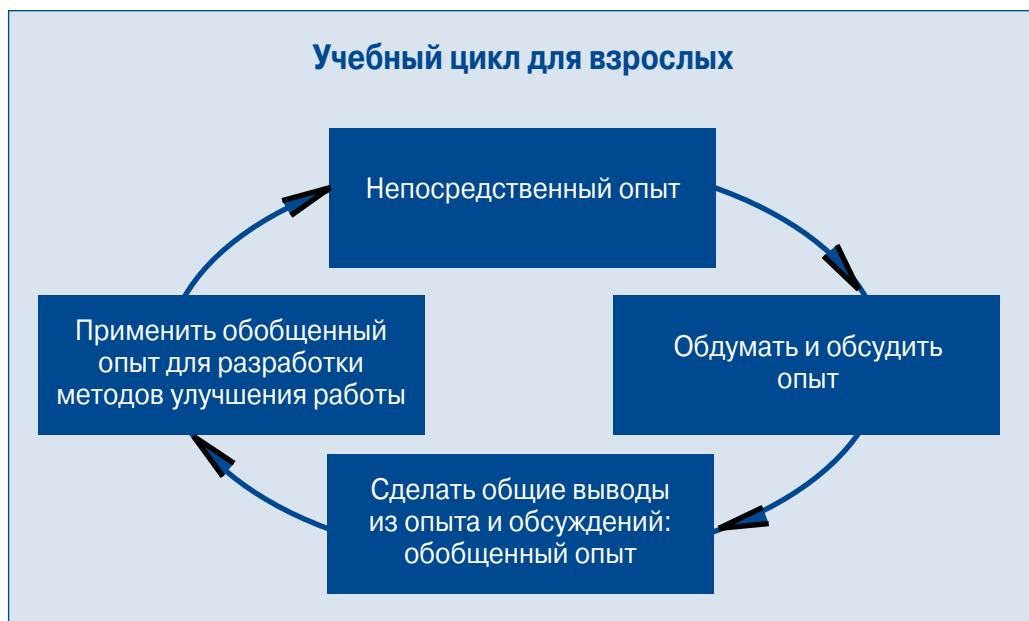 Учебный цикл для взрослых
Непосредственный опыт
Обдумать и обсудить
опыт
Сделать общие выводы
из опыта и обсуждений:
обобщенный опыт
Применить обобщенный
опыт для разработки
методов улучшения работы